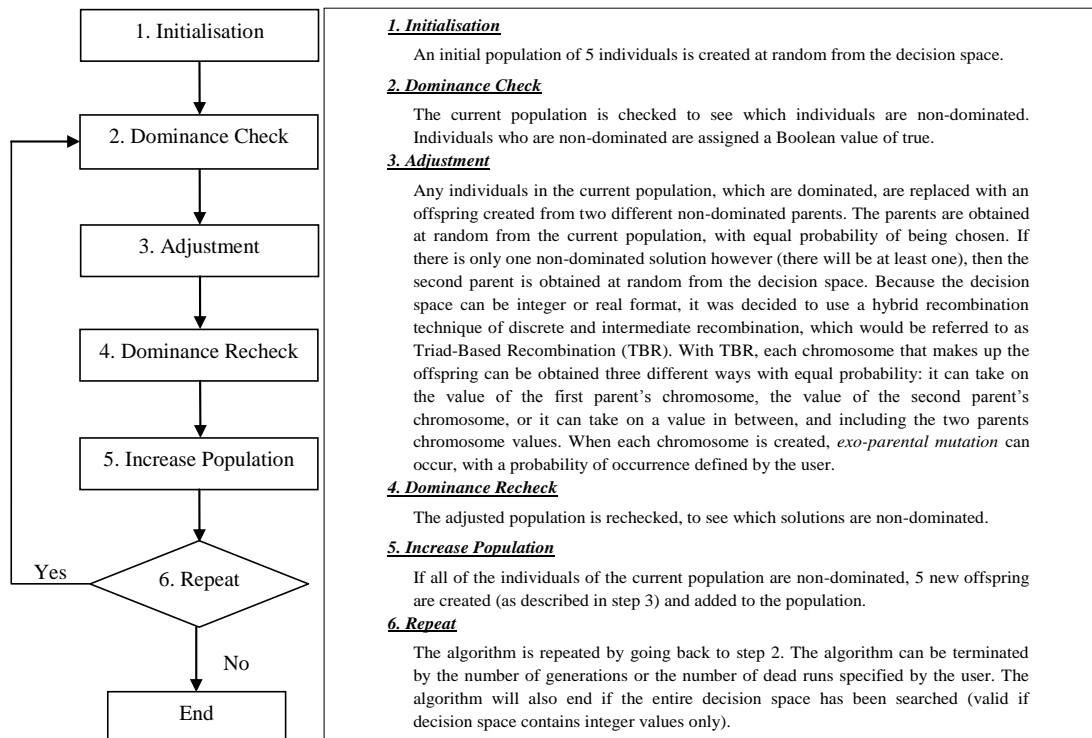 1. Initialisation
2. Dominance Check
3. Adjustment
4. Dominance Recheck
5. Increase Population
6. Repeat
Yes
No
End
1. Initialisation
An initial population of 5 individuals is created at random from the decision space.
2. Dominance Check
The current population is checked to see which individuals are non-dominated.
Individuals who are non-dominated are assigned a Boolean value of true.
3. Adjustment
Any individuals in the current population, which are dominated, are replaced with an
offspring created from two different non-dominated parents. The parents are obtained
at random from the current population, with equal probability of being chosen. If
there is only one non-dominated solution however (there will be at least one), then the
second parent is obtained at random from the decision space. Because the decision
space can be integer or real format, it was decided to use a hybrid recombination
technique of discrete and intermediate recombination, which would be referred to as
Triad-Based Recombination (TBR). With TBR, each chromosome that makes up the
offspring can be obtained three different ways with equal probability: it can take on
the value of the first parent's chromosome, the value of the second parent's
chromosome, or it can take on a value in between, and including the two parents
chromosome values. When each chromosome is created, exo-parental mutation can
occur, with a probability of occurrence defined by the user.
4. Dominance Recheck
The adjusted population is rechecked, to see which solutions are non-dominated.
5. Increase Population
If all of the individuals of the current population are non-dominated, 5 new offspring
are created (as described in step 3) and added to the population.
6. Repeat
The algorithm is repeated by going back to step 2. The algorithm can be terminated
by the number of generations or the number of dead runs specified by the user. The
algorithm will also end if the entire decision space has been searched (valid if
decision space contains integer values only).